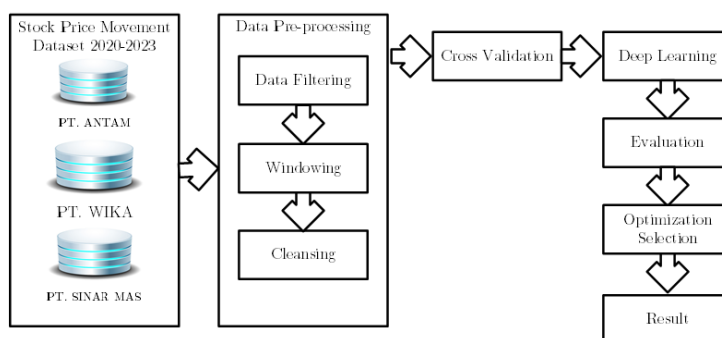 Stock Price Movement
Dataset 2020-2023
PT. ANTAM
PT. WIKA
PT. SINAR MAS
Data Pre-processing
Data Filtering
Windowing
Cleansing
Cross Validation
Deep Learning
Evaluation
Optimization
Selection
Result